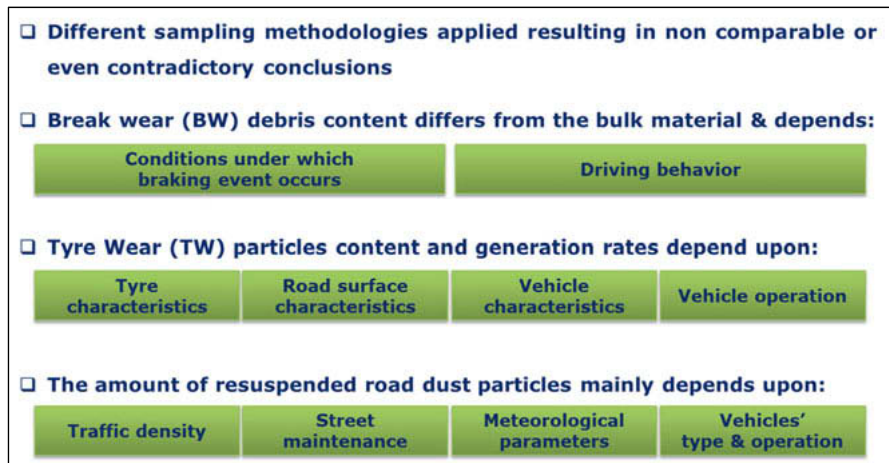 ❑ Different sampling methodologies applied resulting in non comparable or
even contradictory conclusions
❑ Break wear (BW) debris content differs from the bulk material & depends:
Conditions under which
braking event occurs
Driving behavior
❑ Tyre Wear (TW) particles content and generation rates depend upon:
Tyre
characteristics
Road surface
characteristics
Vehicle
characteristics
Vehicle operation
❑ The amount of resuspended road dust particles mainly depends upon:
Traffic density
Street
maintenance
Meteorological
parameters
Vehicles’
type & operation